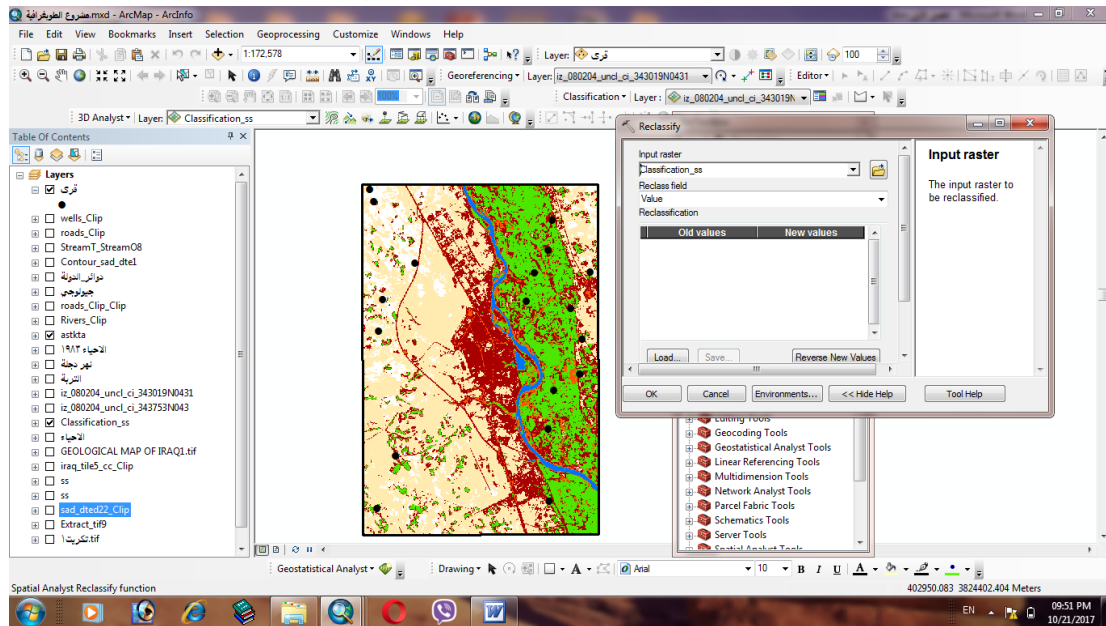 مشروع الطوبغرافية.mxd - ArcMap - ArcInfo
File Edit View Bookmarks Insert Selection Geoprocessing Customize Windows Help
1:172,578
Layer: قرى
100
Georeferencing Layer: iz_080204_uncl_ci_343019N0431
Editor
100%
Classification Layer: iz_080204_uncl_ci_343019N
3D Analyst Layer: Classification_ss
Table Of Contents
Layers
قرى
wells_Clip
roads_Clip
StreamT_StreamO8
Contour_sad_dte1
دوائر_الدولة
جيولوجي
roads_Clip_Clip
Rivers_Clip
astkta
الاحياء ١٩٨٣
نهر دجلة
التربة
iz_080204_uncl_ci_343019N0431
iz_080204_uncl_ci_343753N043
Classification_ss
الاحياء
GEOLOGICAL MAP OF IRAQ1.tif
iraq_tile5_cc_Clip
ss
ss
sad_dted22_Clip
Extract_tif9
تكريت١.tif
Reclassify
Input raster
Classification_ss
Reclass field
Value
Reclassification
Old values New values
Load... Save... Reverse New Values
OK Cancel Environments... << Hide Help Tool Help
Input raster
The input raster to
be reclassified.
Editing Tools
Geocoding Tools
Geostatistical Analyst Tools
Linear Referencing Tools
Multidimension Tools
Network Analyst Tools
Parcel Fabric Tools
Schematics Tools
Server Tools
Spatial Analyst Tools
Geostatistical Analyst
Drawing
Arial
10
B I U A
Spatial Analyst Reclassify function
402950.083 3824402.404 Meters
EN
09:51 PM
10/21/2017